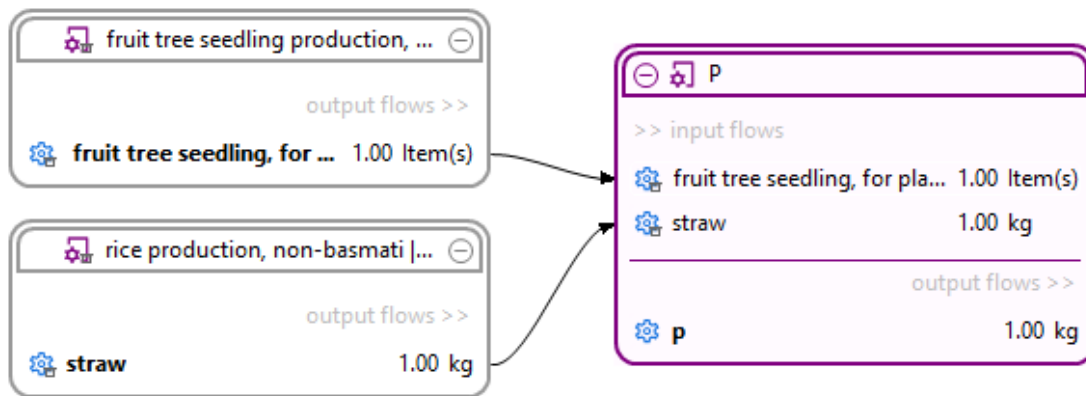 fruit tree seedling production, ...
output flows >>
fruit tree seedling, for ... 1.00 Item(s)
rice production, non-basmati |...
output flows >>
straw 1.00 kg
P
>> input flows
fruit tree seedling, for pla... 1.00 Item(s)
straw 1.00 kg
output flows >>
p 1.00 kg